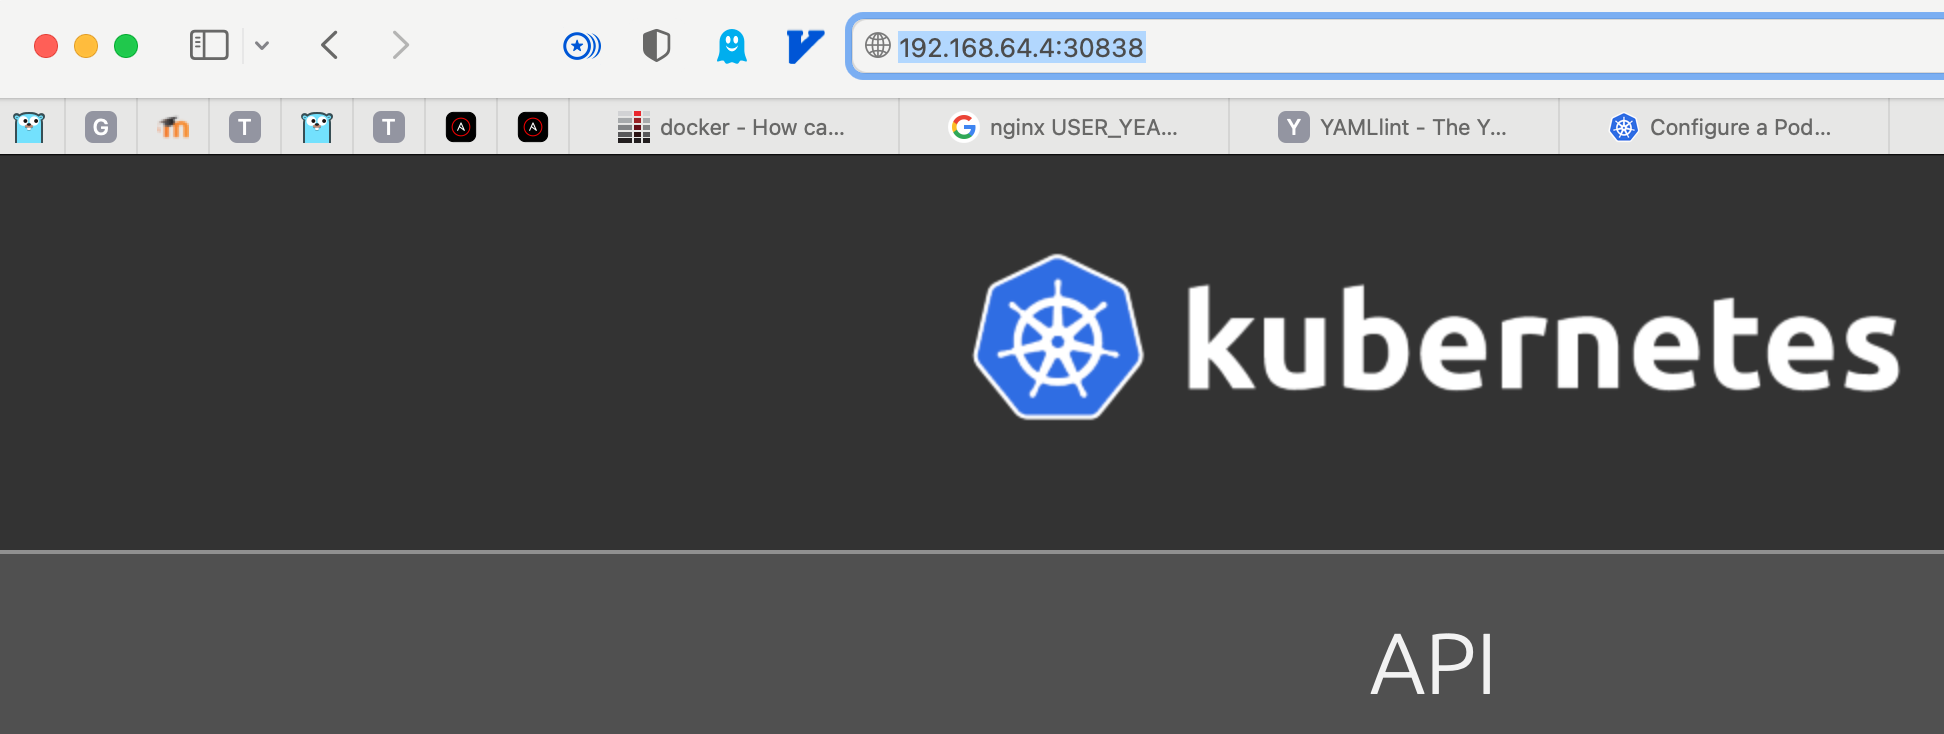 192.168.64.4:30838
G
T
T
docker - How ca...
nginx USER_YEA...
Y
YAMLlint - The Y...
Configure a Pod...
kubernetes
API